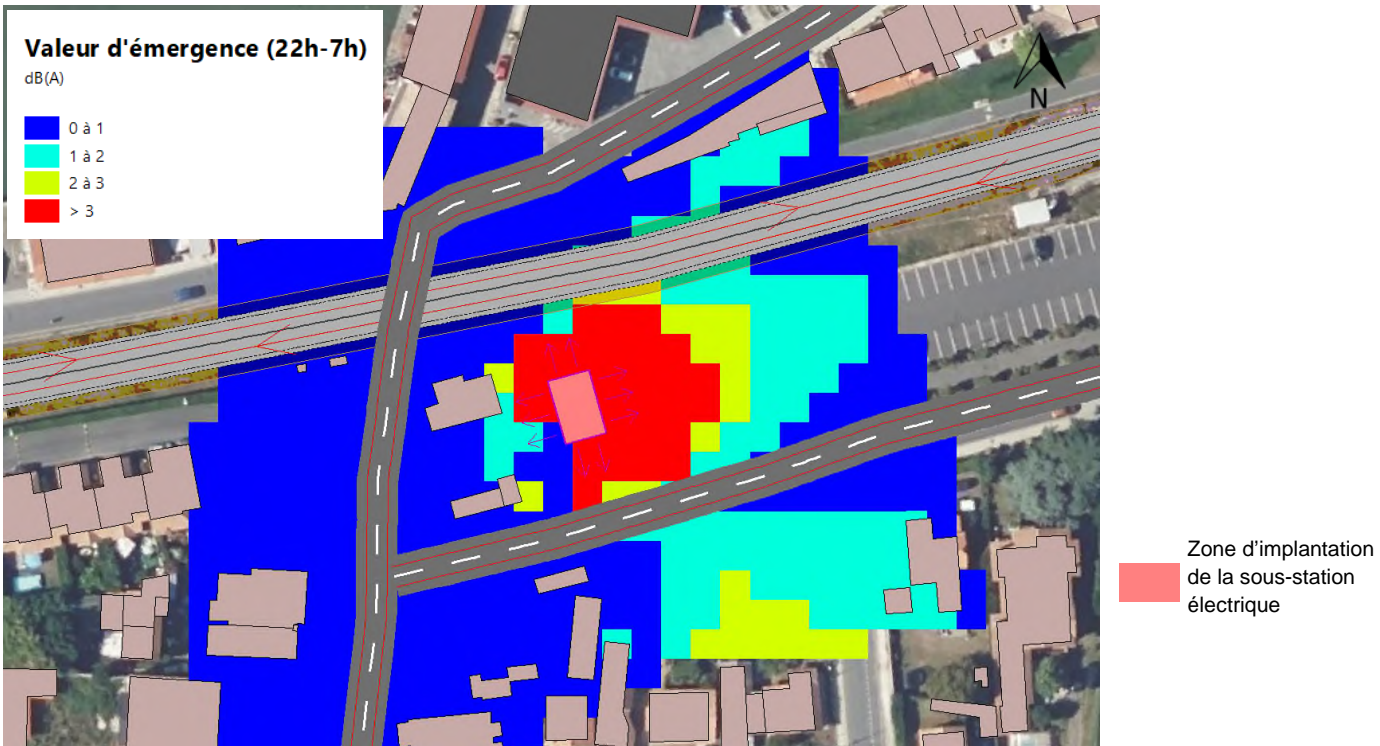 Valeur d'émergence (22h-7h)
dB(A)
0 à 1
1 à 2
2 à 3
> 3
N
Zone d’implantation
de la sous-station
électrique